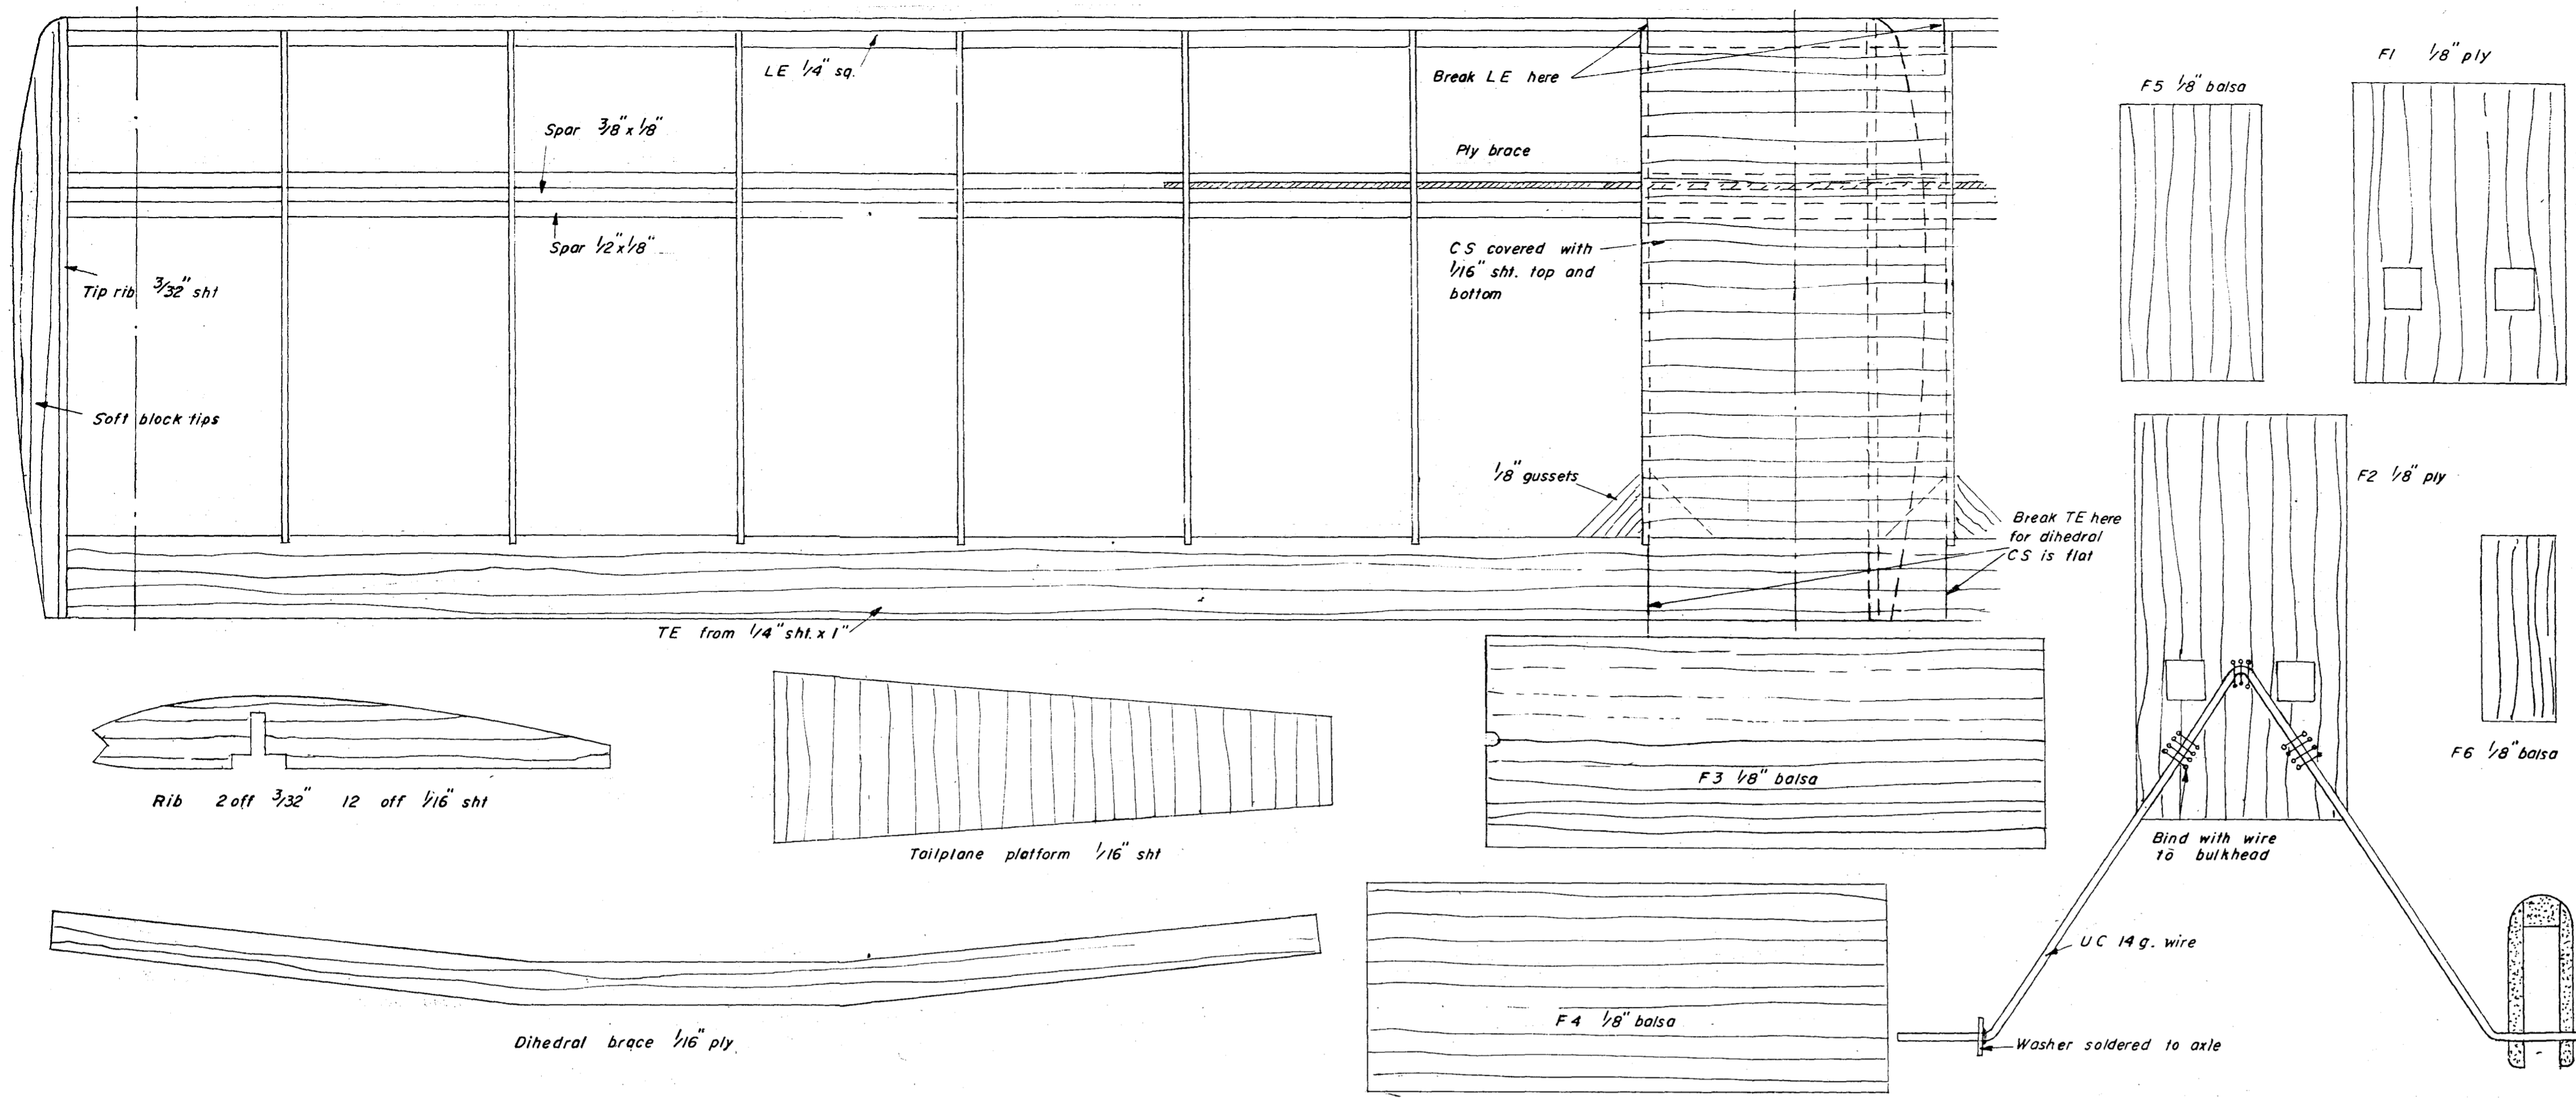 LE 1/4" sq.
Spar 3/8" x 1/8"
Spar 1/2" x 1/8"
Tip rib 3/32" sht
Soft block tips
Break LE here
Ply brace
CS covered with
1/16" sht. top and
bottom
1/8" gussets
Break TE here
for dihedral
CS is flat
TE from 1/4" sht. x 1"
F5 1/8" balsa
F1 1/8" ply
F2 1/8" ply
F6 1/8" balsa
Rib 2 off 3/32" 12 off 1/16" sht
Tailplane platform 1/16" sht
F3 1/8" balsa
Bind with wire
to bulkhead
Dihedral brace 1/16" ply
F4 1/8" balsa
UC 14 g. wire
Washer soldered to axle